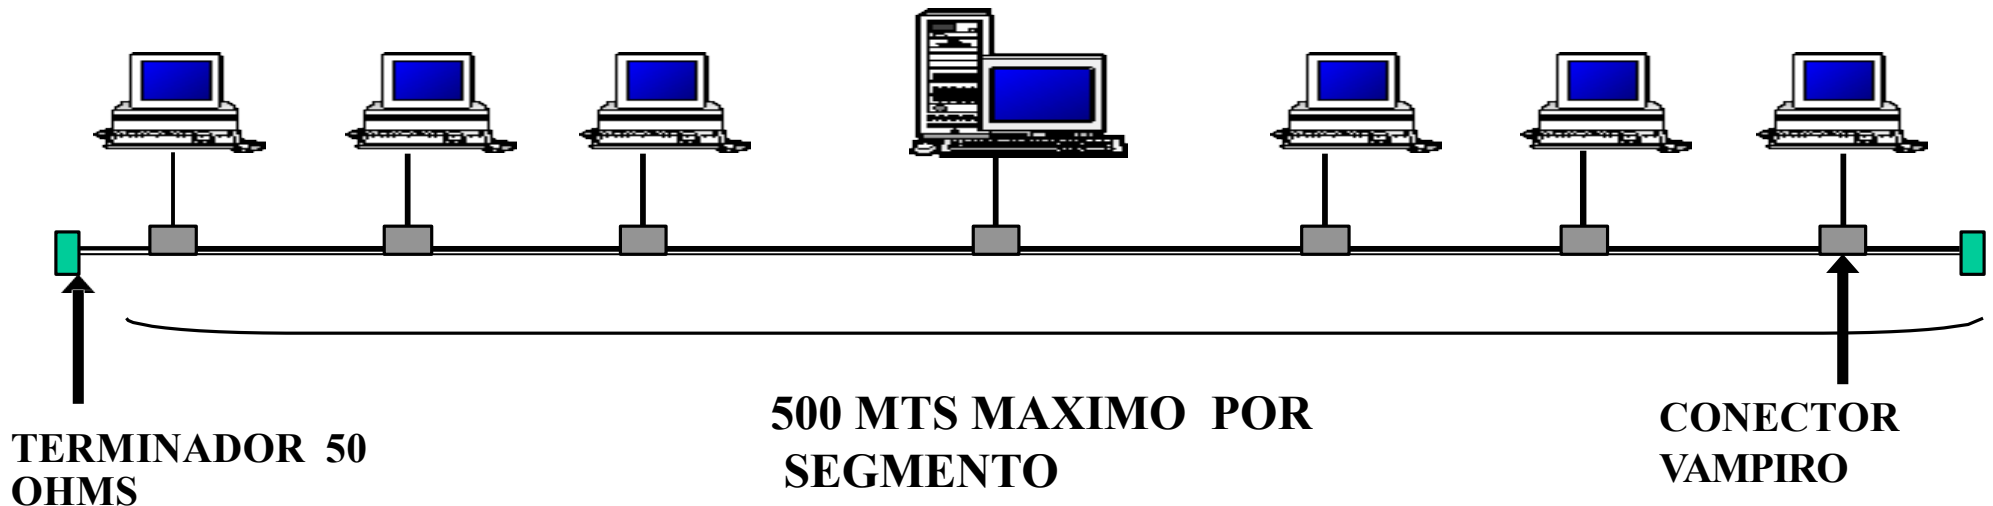 TERMINADOR 50
OHMS
500 MTS MAXIMO POR
SEGMENTO
CONECTOR
VAMPIRO